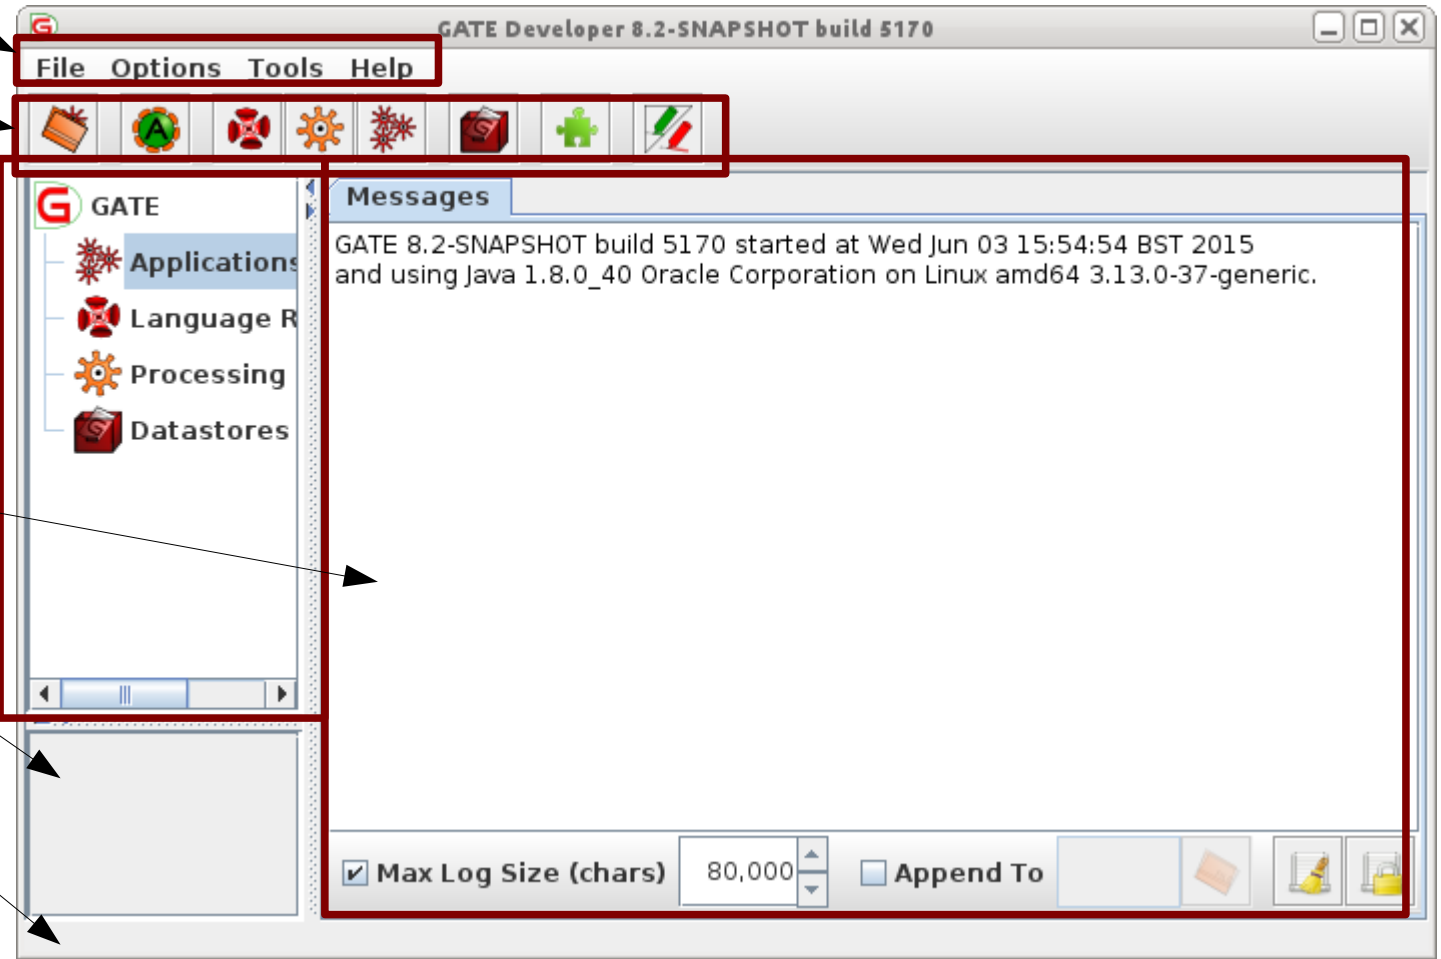 GATE Developer 8.2-SNAPSHOT build 5170
File Options Tools Help
GATE
Applications
Language R
Processing
Datastores
Messages
GATE 8.2-SNAPSHOT build 5170 started at Wed Jun 03 15:54:54 BST 2015
and using Java 1.8.0_40 Oracle Corporation on Linux amd64 3.13.0-37-generic.
Max Log Size (chars) 80,000 Append To